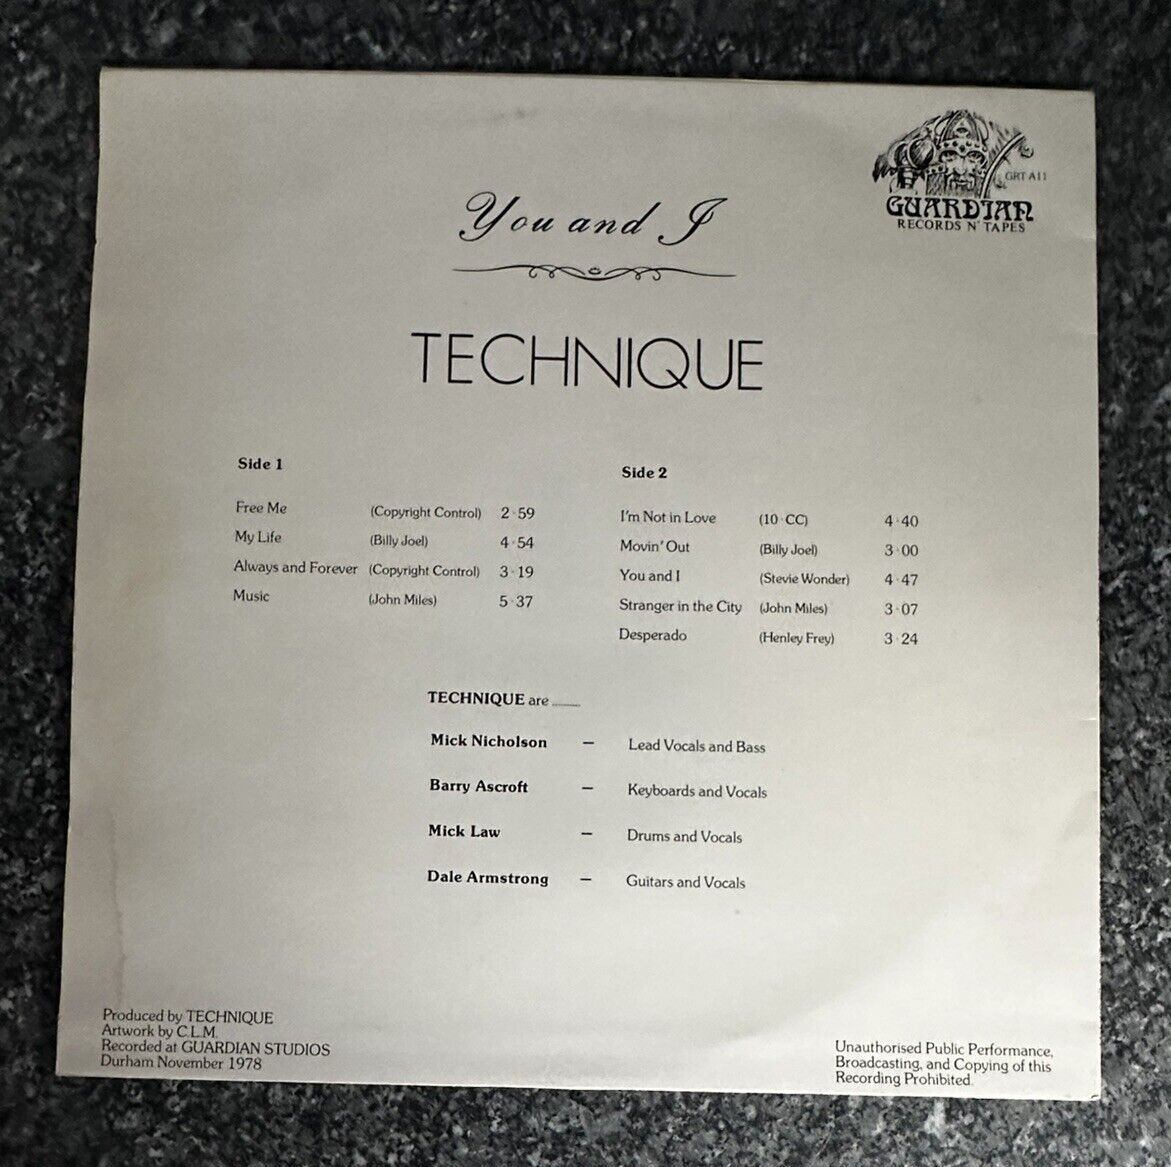 GRT A11
GUARDIAN
RECORDS N' TAPES
You and I
TECHNIQUE
Side 1
Free Me (Copyright Control) 2·59
My Life (Billy Joel) 4·54
Always and Forever (Copyright Control) 3·19
Music (John Miles) 5·37
Side 2
I'm Not in Love (10·CC) 4·40
Movin' Out (Billy Joel) 3·00
You and I (Stevie Wonder) 4·47
Stranger in the City (John Miles) 3·07
Desperado (Henley Frey) 3·24
TECHNIQUE are ........
Mick Nicholson – Lead Vocals and Bass
Barry Ascroft – Keyboards and Vocals
Mick Law – Drums and Vocals
Dale Armstrong – Guitars and Vocals
Produced by TECHNIQUE
Artwork by C.L.M.
Recorded at GUARDIAN STUDIOS
Durham November 1978
Unauthorised Public Performance,
Broadcasting, and Copying of this
Recording Prohibited.